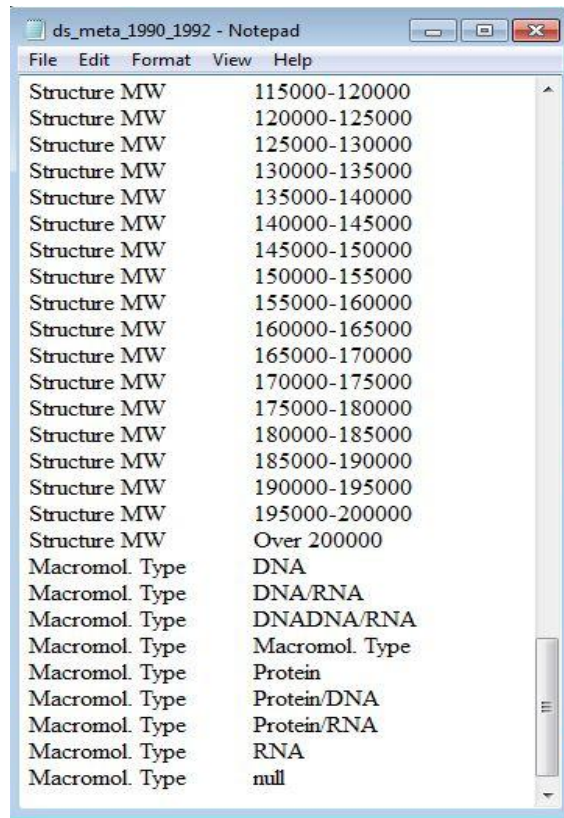 ds_meta_1990_1992 - Notepad
File Edit Format View Help
Structure MW 115000-120000
Structure MW 120000-125000
Structure MW 125000-130000
Structure MW 130000-135000
Structure MW 135000-140000
Structure MW 140000-145000
Structure MW 145000-150000
Structure MW 150000-155000
Structure MW 155000-160000
Structure MW 160000-165000
Structure MW 165000-170000
Structure MW 170000-175000
Structure MW 175000-180000
Structure MW 180000-185000
Structure MW 185000-190000
Structure MW 190000-195000
Structure MW 195000-200000
Structure MW Over 200000
Macromol. Type DNA
Macromol. Type DNA/RNA
Macromol. Type DNADNA/RNA
Macromol. Type Macromol. Type
Macromol. Type Protein
Macromol. Type Protein/DNA
Macromol. Type Protein/RNA
Macromol. Type RNA
Macromol. Type null